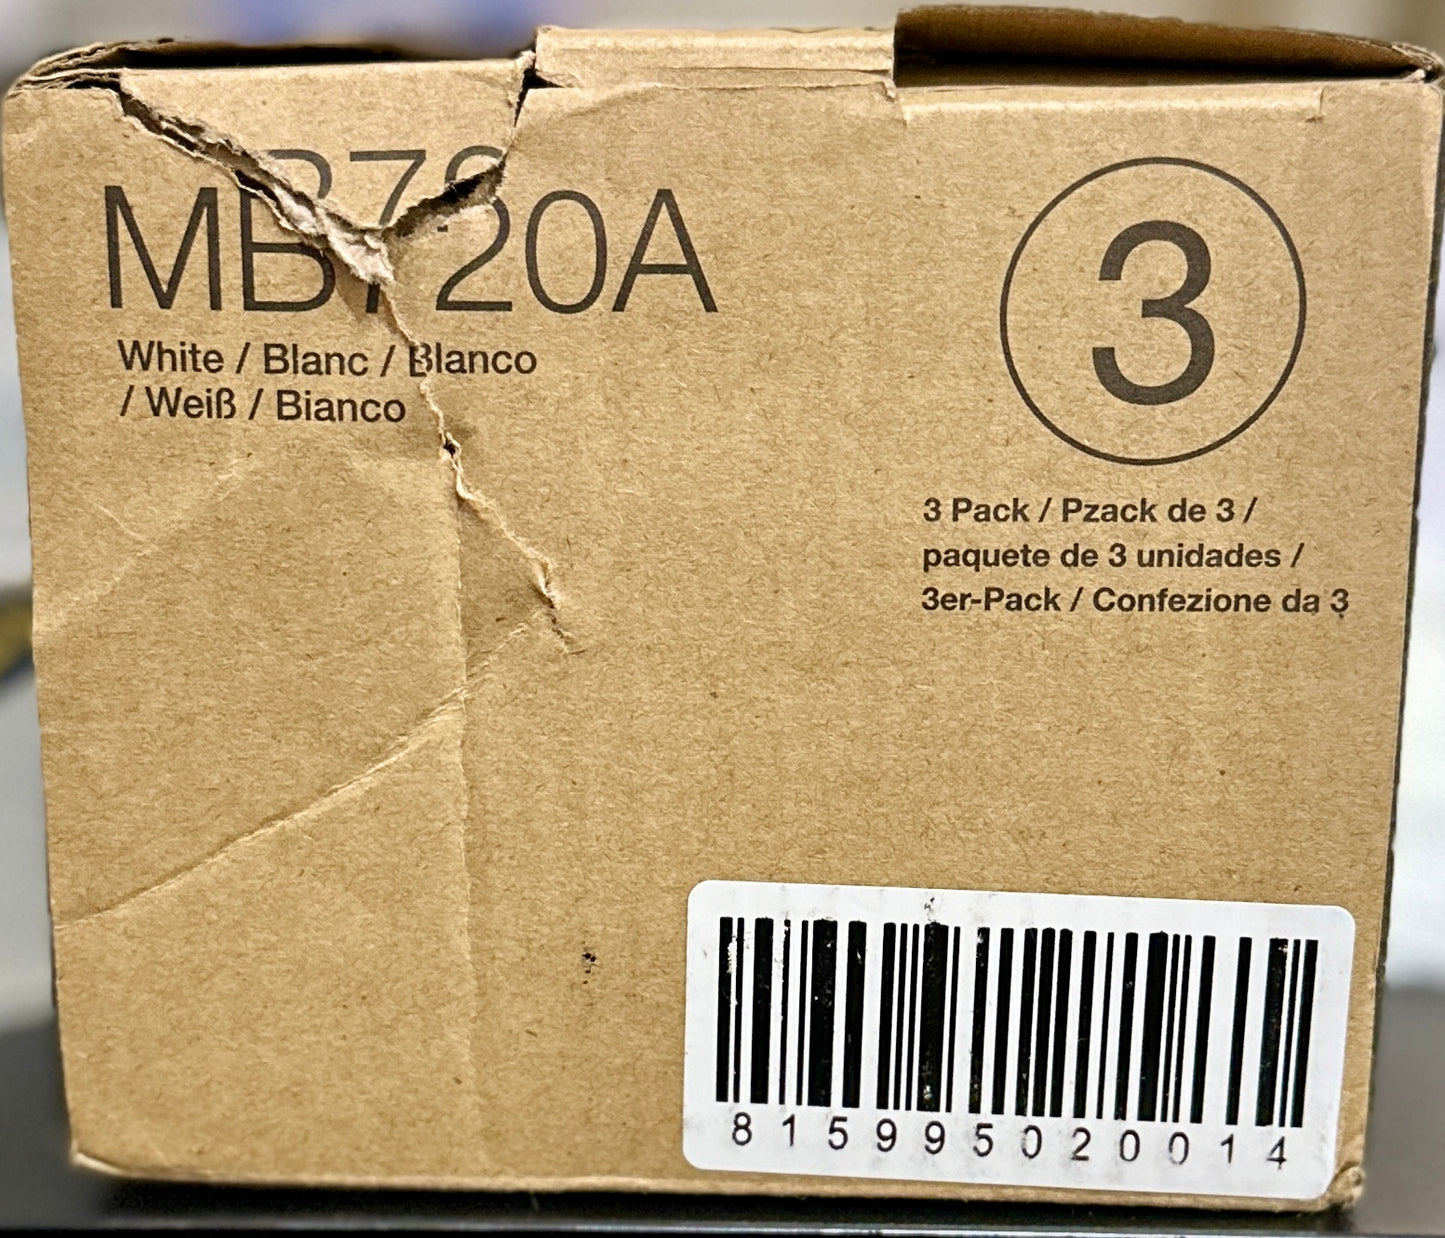 MB720A
White / Blanc / Blanco
/ Weiß / Bianco
3
3 Pack / Pzack de 3 /
paquete de 3 unidades /
3er-Pack / Confezione da 3
815995020014